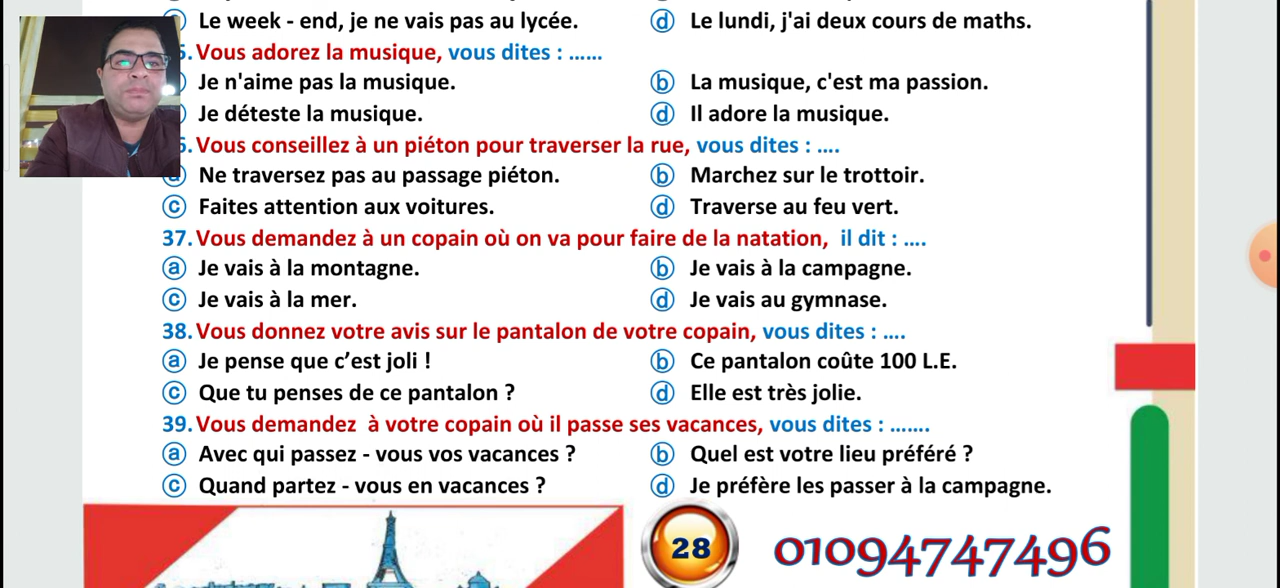 Le week - end, je ne vais pas au lycée. ⓓ Le lundi, j'ai deux cours de maths.
5. Vous adorez la musique, vous dites : ......
Je n'aime pas la musique. ⓑ La musique, c'est ma passion.
Je déteste la musique. ⓓ Il adore la musique.
6. Vous conseillez à un piéton pour traverser la rue, vous dites : ....
ⓐ Ne traversez pas au passage piéton. ⓑ Marchez sur le trottoir.
ⓒ Faites attention aux voitures. ⓓ Traverse au feu vert.
37. Vous demandez à un copain où on va pour faire de la natation, il dit : ....
ⓐ Je vais à la montagne. ⓑ Je vais à la campagne.
ⓒ Je vais à la mer. ⓓ Je vais au gymnase.
38. Vous donnez votre avis sur le pantalon de votre copain, vous dites : ....
ⓐ Je pense que c’est joli ! ⓑ Ce pantalon coûte 100 L.E.
ⓒ Que tu penses de ce pantalon ? ⓓ Elle est très jolie.
39. Vous demandez à votre copain où il passe ses vacances, vous dites : .......
ⓐ Avec qui passez - vous vos vacances ? ⓑ Quel est votre lieu préféré ?
ⓒ Quand partez - vous en vacances ? ⓓ Je préfère les passer à la campagne.
28 01094747496